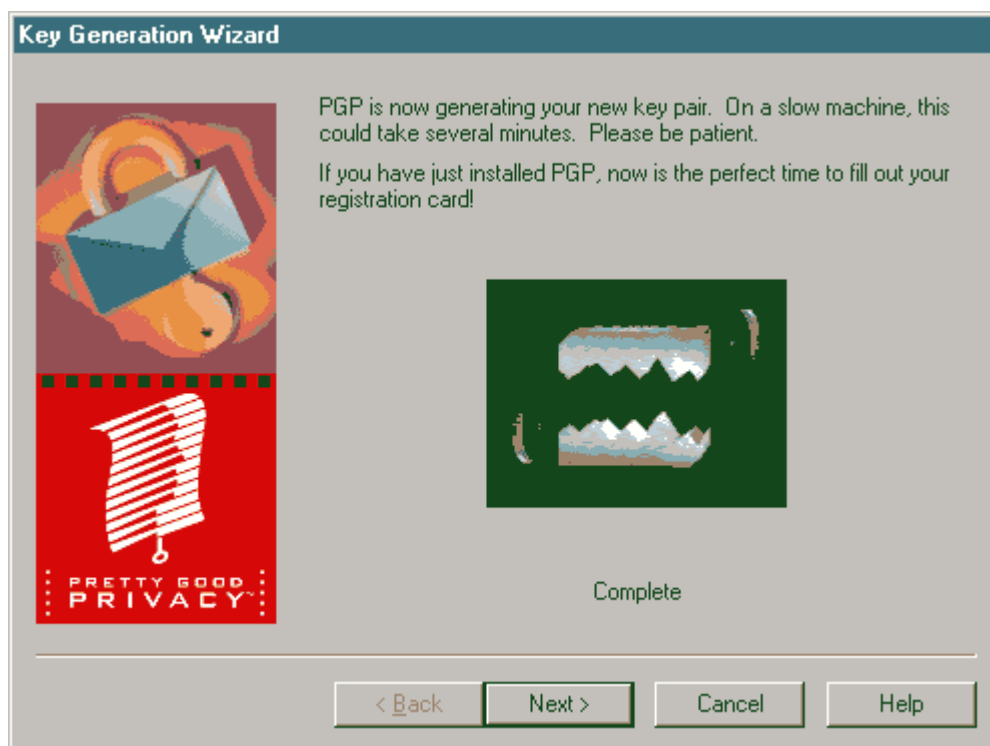 Key Generation Wizard
PGP is now generating your new key pair. On a slow machine, this
could take several minutes. Please be patient.
If you have just installed PGP, now is the perfect time to fill out your
registration card!
PRETTY GOOD
PRIVACY™
Complete
< Back
Next >
Cancel
Help